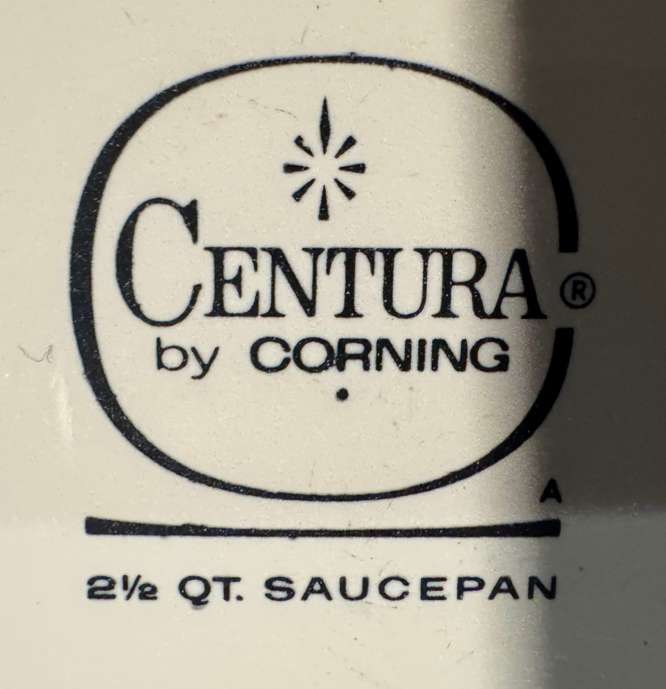 CENTURA ®
by CORNING
A
2½ QT. SAUCEPAN